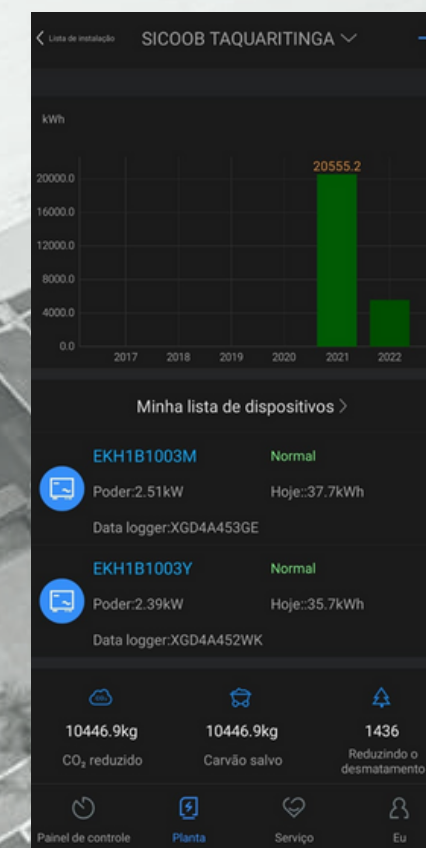 Lista de instalação SICOOB TAQUARITINGA
kWh
20555.2
20000.0
16000.0
12000.0
8000.0
4000.0
0.0
2017 2018 2019 2020 2021 2022
Minha lista de dispositivos
EKH1B1003M Normal
Poder:2.51kW Hoje::37.7kWh
Data logger:XGD4A453GE
EKH1B1003Y Normal
Poder:2.39kW Hoje::35.7kWh
Data logger:XGD4A452WK
CO₂
10446.9kg 10446.9kg 1436
CO₂ reduzido Carvão salvo Reduzindo o
desmatamento
Painel de controle Planta Serviço Eu